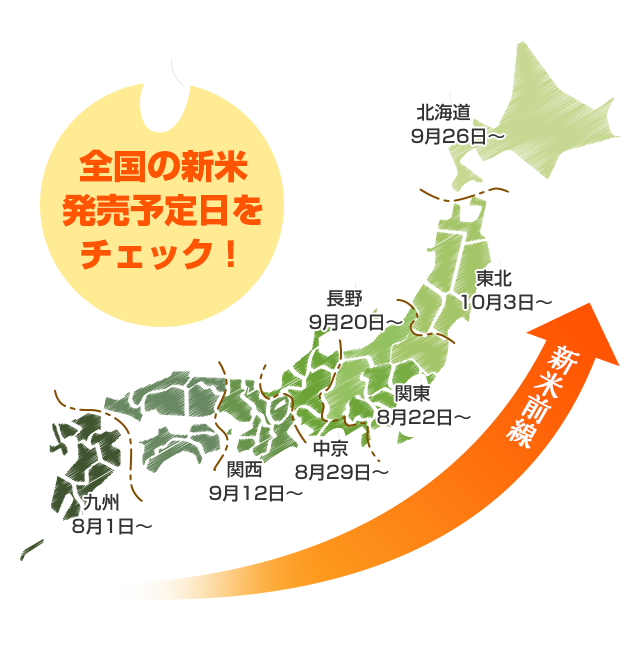 全国の新米
発売予定日を
チェック！
北海道
9月26日～
東北
10月3日～
長野
9月20日～
関東
8月22日～
中京
8月29日～
関西
9月12日～
九州
8月1日～
新米前線